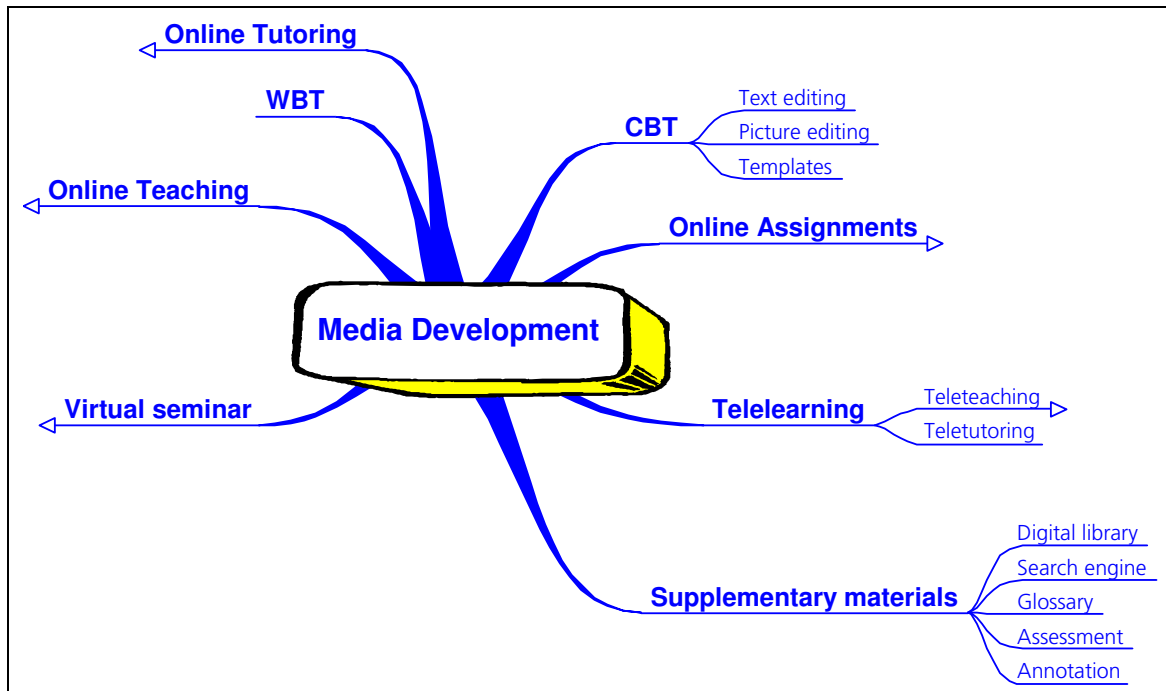 Online Tutoring
WBT
Online Teaching
Virtual seminar
Media Development
CBT
Text editing
Picture editing
Templates
Online Assignments
Telelearning
Teleteaching
Teletutoring
Supplementary materials
Digital library
Search engine
Glossary
Assessment
Annotation